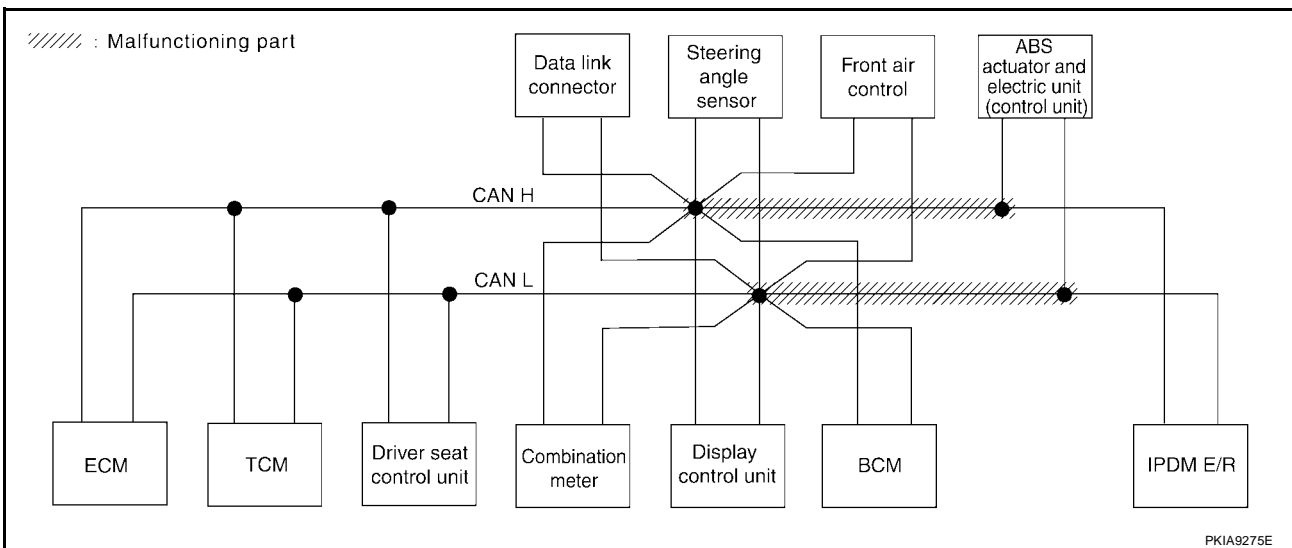 : Malfunctioning part
Data link
connector
Steering
angle
sensor
Front air
control
ABS
actuator and
electric unit
(control unit)
CAN H
CAN L
ECM
TCM
Driver seat
control unit
Combination
meter
Display
control unit
BCM
IPDM E/R
PKIA9275E